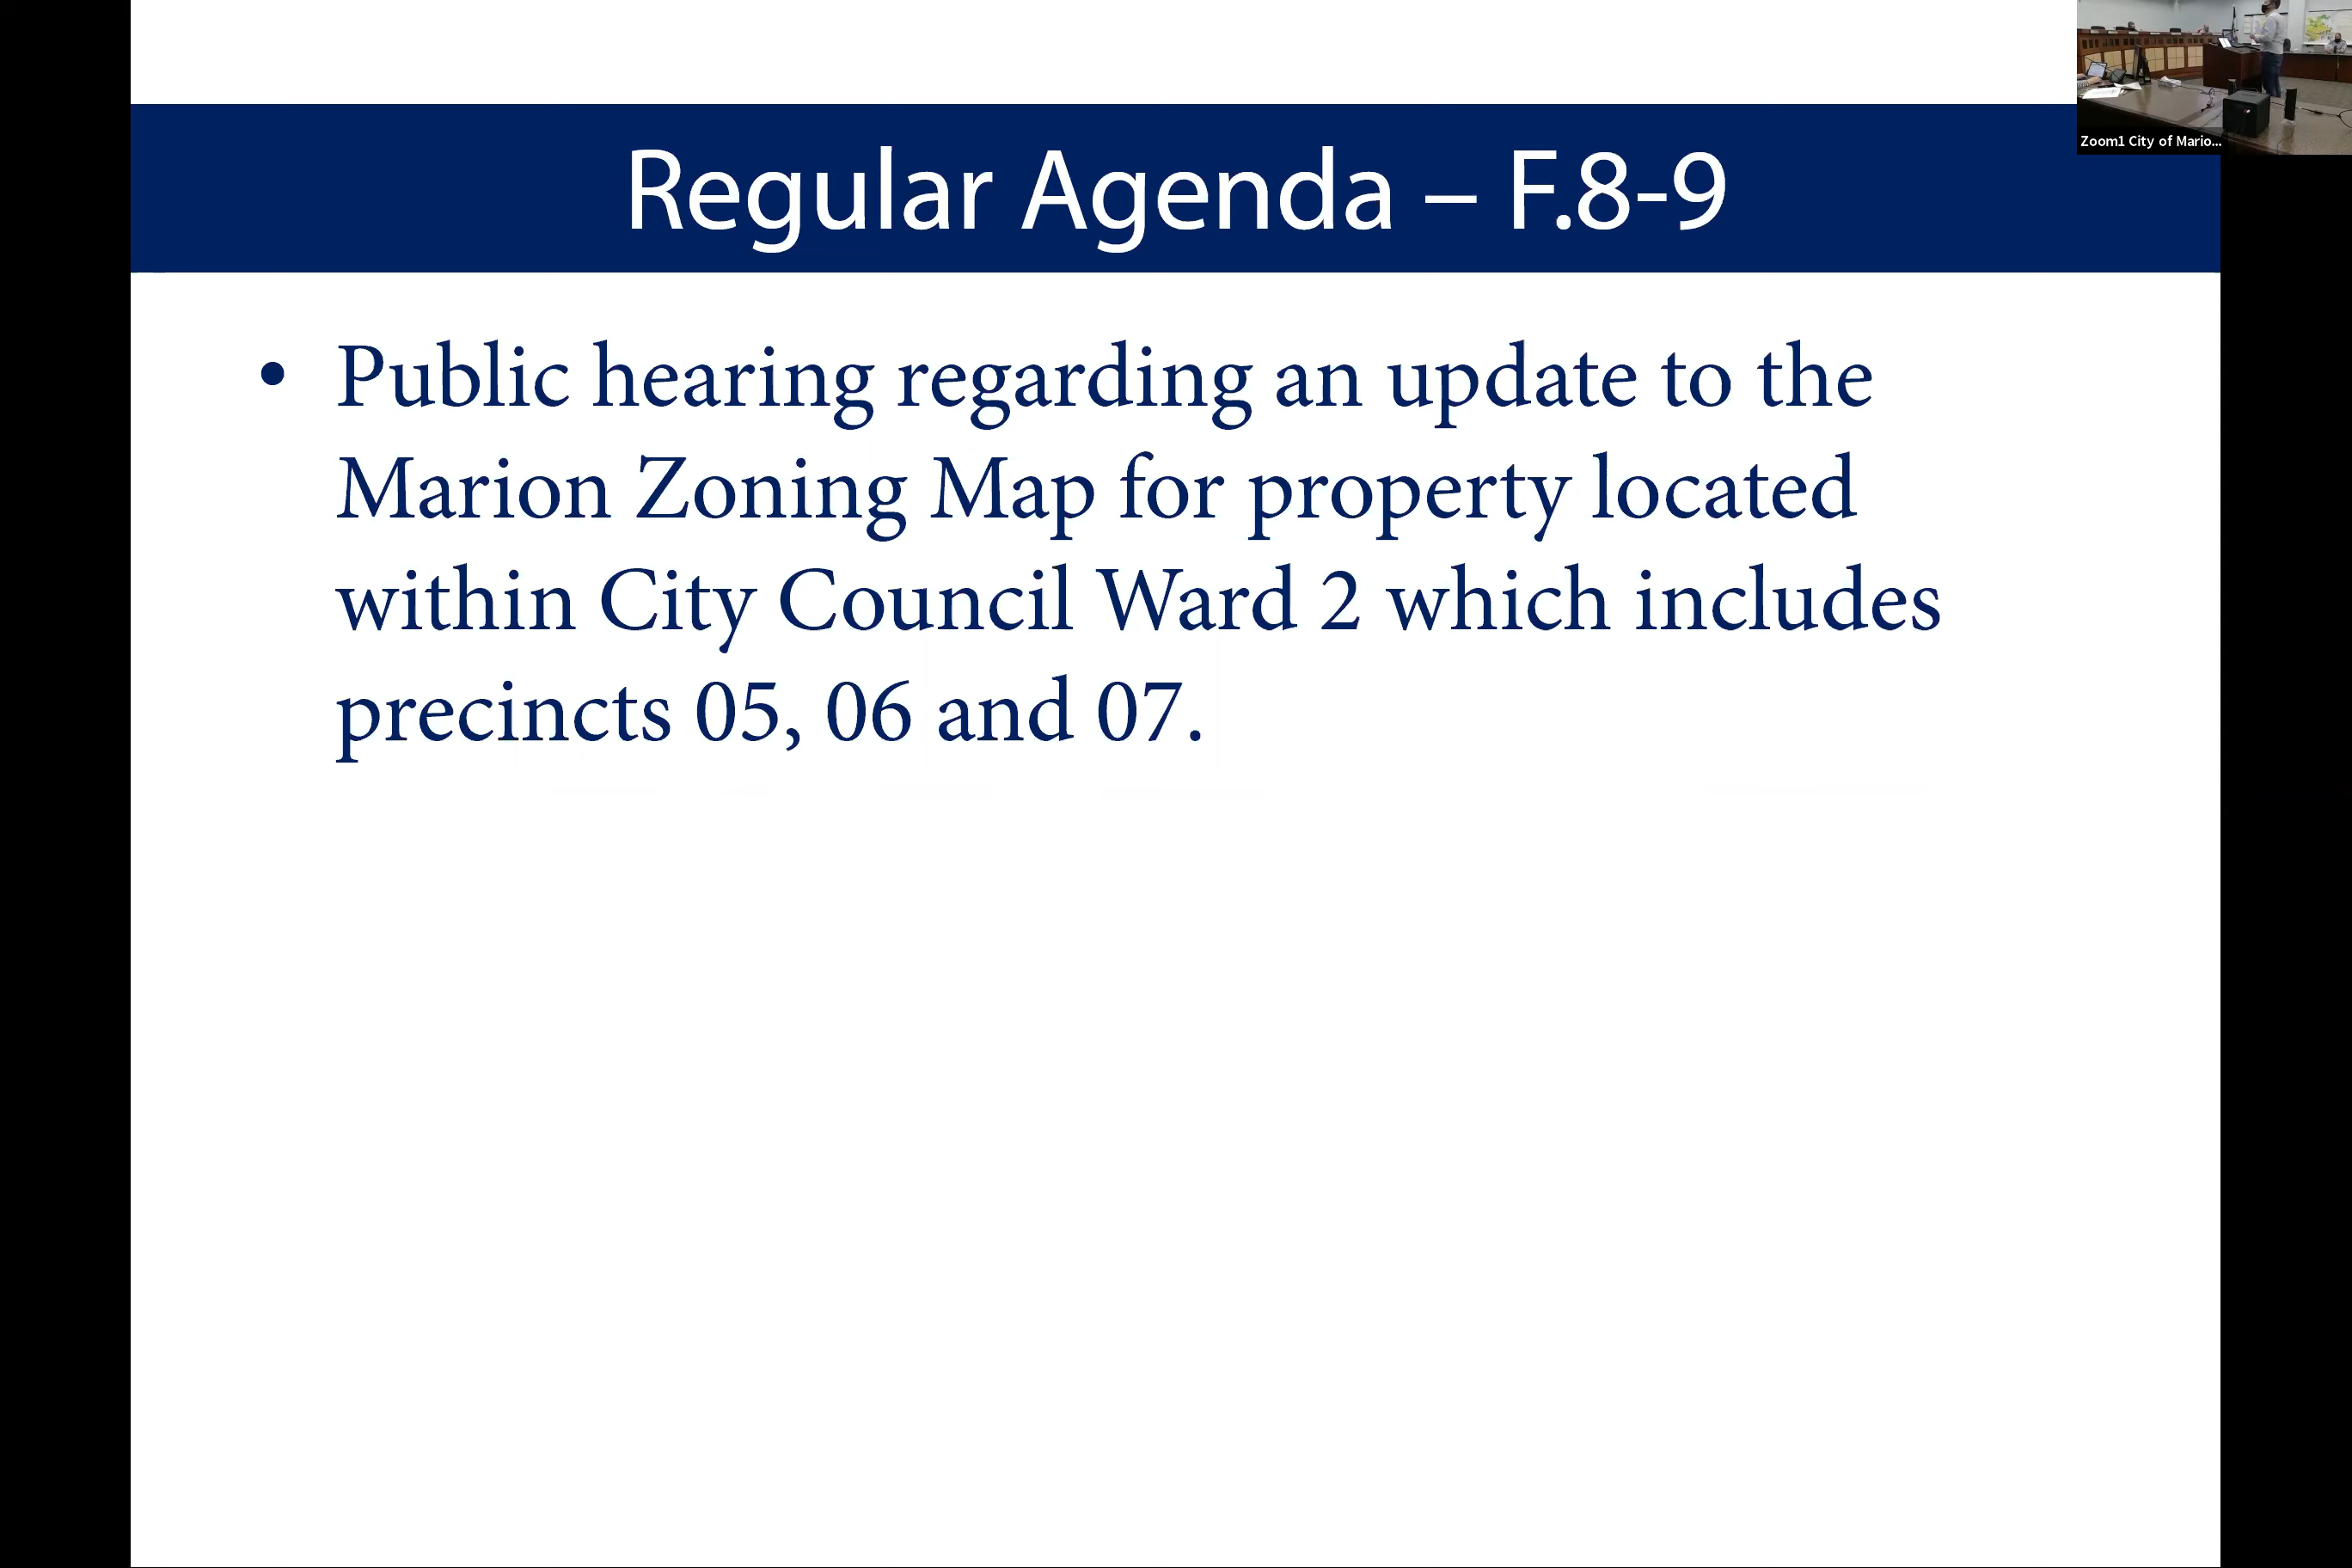 Regular Agenda – F.8-9
Zoom1 City of Mario...
• Public hearing regarding an update to the
Marion Zoning Map for property located
within City Council Ward 2 which includes
precincts 05, 06 and 07.